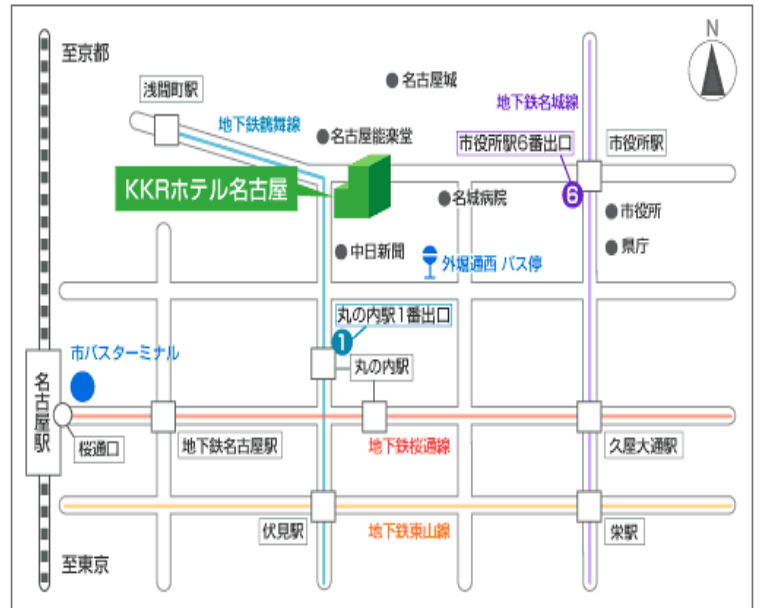 至京都
N
名古屋城
浅間町駅
地下鉄名城線
地下鉄鶴舞線
名古屋能楽堂
市役所駅6番出口
市役所駅
KKRホテル名古屋
6
名城病院
市役所
中日新聞
県庁
外堀通西 バス停
丸の内駅1番出口
1
市バスターミナル
丸の内駅
名古屋駅
桜通口
地下鉄名古屋駅
地下鉄桜通線
久屋大通駅
伏見駅
地下鉄東山線
栄駅
至東京